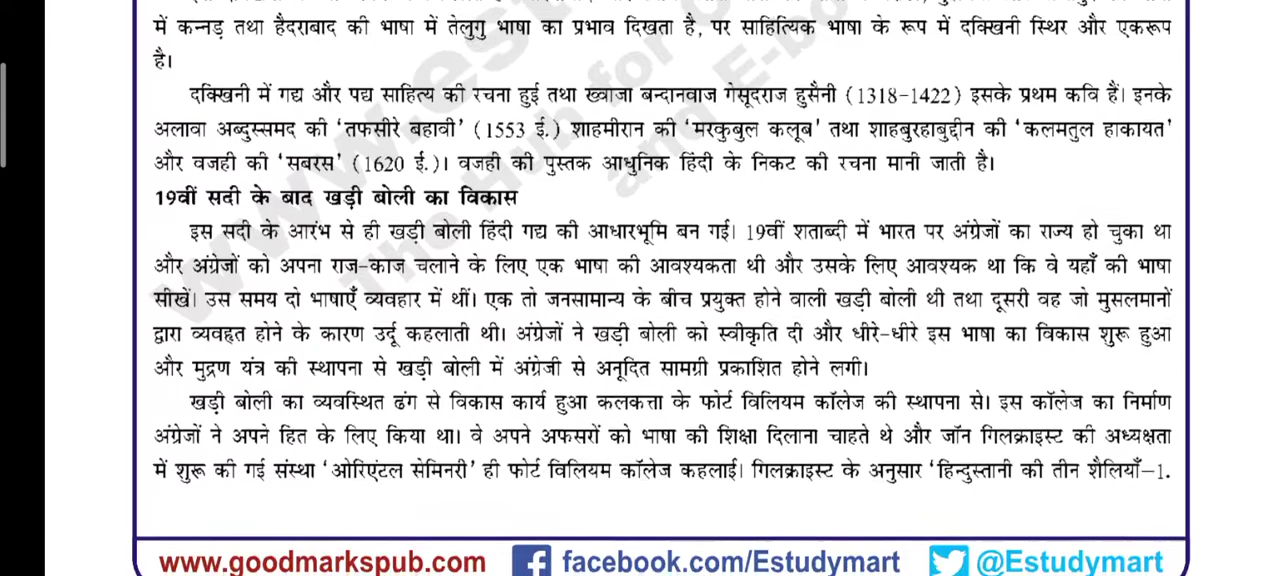 में कन्नड़ तथा हैदराबाद की भाषा में तेलुगु भाषा का प्रभाव दिखता है, पर साहित्यिक भाषा के रूप में दक्खिनी स्थिर और एकरूप
है।
दक्खिनी में गद्य और पद्य साहित्य की रचना हुई तथा ख्वाजा बन्दानवाज गेसूदराज हुसैनी (1318-1422) इसके प्रथम कवि हैं। इनके
अलावा अब्दुस्समद की 'तफसीरे बहावी' (1553 ई.) शाहमीरान की 'मरकुबुल कलूब' तथा शाहबुरहाबुद्दीन की 'कलमतुल हाकायत'
और वजही की 'सबरस' (1620 ई.)। वजही की पुस्तक आधुनिक हिंदी के निकट की रचना मानी जाती है।
19वीं सदी के बाद खड़ी बोली का विकास
इस सदी के आरंभ से ही खड़ी बोली हिंदी गद्य की आधारभूमि बन गई। 19वीं शताब्दी में भारत पर अंग्रेजों का राज्य हो चुका था
और अंग्रेजों को अपना राज-काज चलाने के लिए एक भाषा की आवश्यकता थी और उसके लिए आवश्यक था कि वे यहाँ की भाषा
सीखें। उस समय दो भाषाएँ व्यवहार में थीं। एक तो जनसामान्य के बीच प्रयुक्त होने वाली खड़ी बोली थी तथा दूसरी वह जो मुसलमानों
द्वारा व्यवहृत होने के कारण उर्दू कहलाती थी। अंग्रेजों ने खड़ी बोली को स्वीकृति दी और धीरे-धीरे इस भाषा का विकास शुरू हुआ
और मुद्रण यंत्र की स्थापना से खड़ी बोली में अंग्रेजी से अनूदित सामग्री प्रकाशित होने लगी।
खड़ी बोली का व्यवस्थित ढंग से विकास कार्य हुआ कलकत्ता के फोर्ट विलियम कॉलेज की स्थापना से। इस कॉलेज का निर्माण
अंग्रेजों ने अपने हित के लिए किया था। वे अपने अफसरों को भाषा की शिक्षा दिलाना चाहते थे और जॉन गिलक्राइस्ट की अध्यक्षता
में शुरू की गई संस्था 'ओरिएंटल सेमिनरी' ही फोर्ट विलियम कॉलेज कहलाई। गिलक्राइस्ट के अनुसार 'हिन्दुस्तानी की तीन शैलियाँ-1.
www.goodmarkspub.com facebook.com/Estudymart @Estudymart